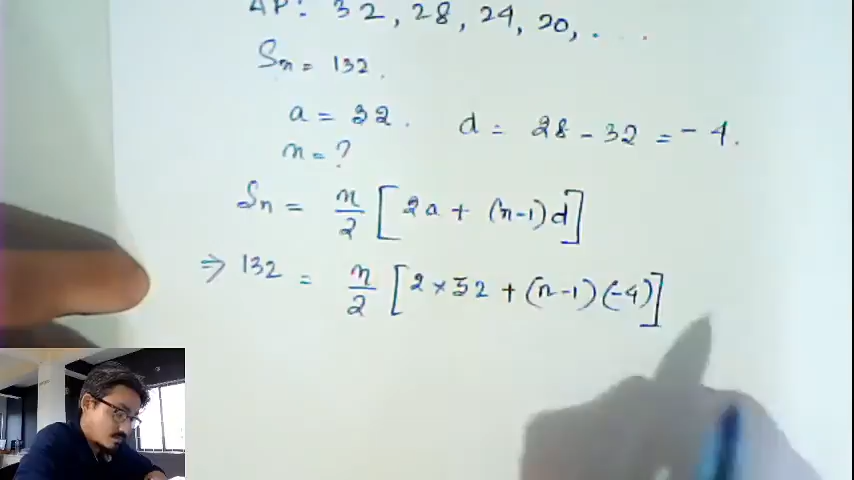 AP: 32, 28, 24, 20, . . .
Sn = 132.
a = 32. d = 28 - 32 = - 4.
n = ?
Sn = n/2 [2a + (n-1)d]
⇒ 132 = n/2 [2 × 32 + (n-1)(-4)]